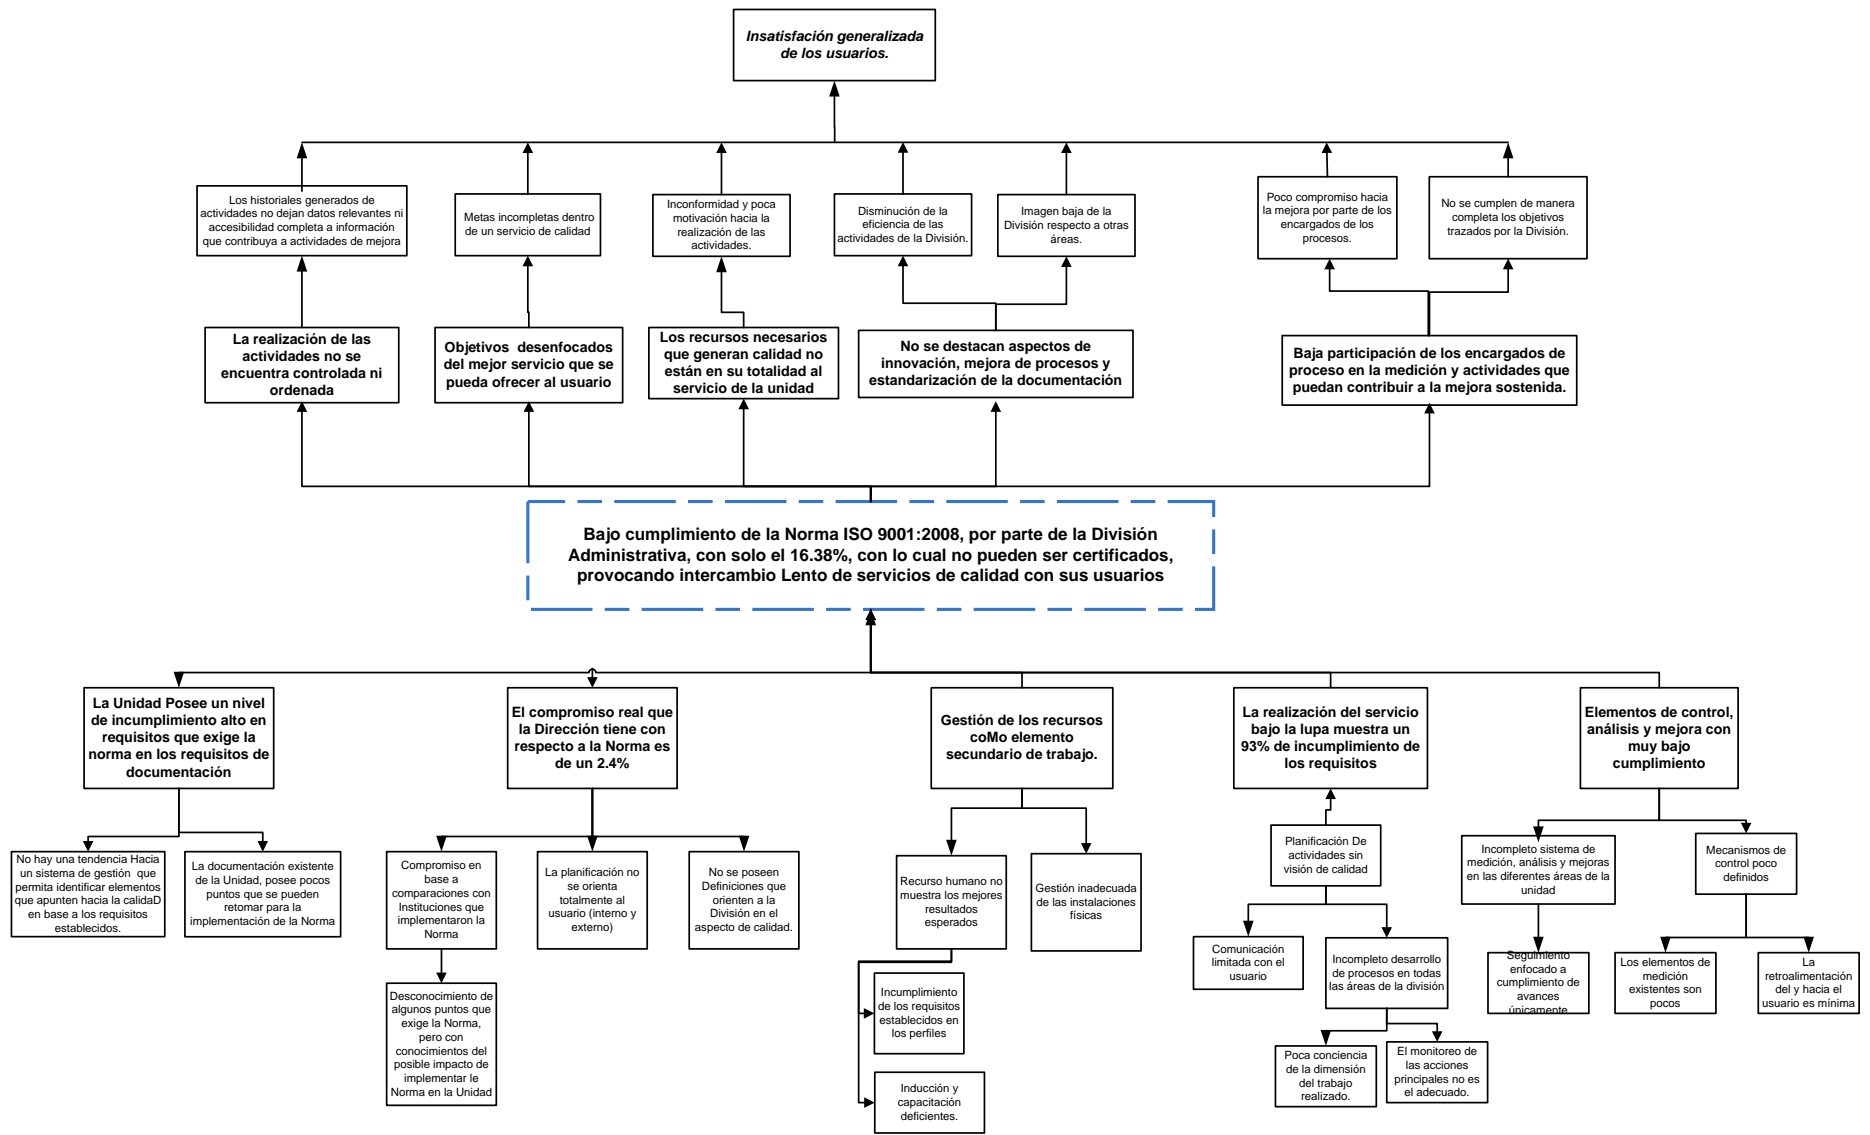 Insatisfación generalizada
de los usuarios.
Los historiales generados de
actividades no dejan datos relevantes ni
accesibilidad completa a información
que contribuya a actividades de mejora
Metas incompletas dentro
de un servicio de calidad
Inconformidad y poca
motivación hacia la
realización de las
actividades.
Disminución de la
eficiencia de las
actividades de la División.
Imagen baja de la
División respecto a otras
áreas.
Poco compromiso hacia
la mejora por parte de los
encargados de los
procesos.
No se cumplen de manera
completa los objetivos
trazados por la División.
La realización de las
actividades no se
encuentra controlada ni
ordenada
Objetivos desenfocados
del mejor servicio que se
pueda ofrecer al usuario
Los recursos necesarios
que generan calidad no
están en su totalidad al
servicio de la unidad
No se destacan aspectos de
innovación, mejora de procesos y
estandarización de la documentación
Baja participación de los encargados de
proceso en la medición y actividades que
puedan contribuir a la mejora sostenida.
Bajo cumplimiento de la Norma ISO 9001:2008, por parte de la División
Administrativa, con solo el 16.38%, con lo cual no pueden ser certificados,
provocando intercambio Lento de servicios de calidad con sus usuarios
La Unidad Posee un nivel
de incumplimiento alto en
requisitos que exige la
norma en los requisitos de
documentación
El compromiso real que
la Dirección tiene con
respecto a la Norma es
de un 2.4%
Gestión de los recursos
coMo elemento
secundario de trabajo.
La realización del servicio
bajo la lupa muestra un
93% de incumplimiento de
los requisitos
Elementos de control,
análisis y mejora con
muy bajo
cumplimiento
No hay una tendencia Hacia
un sistema de gestión que
permita identificar elementos
que apunten hacia la calidaD
en base a los requisitos
establecidos.
La documentación existente
de la Unidad, posee pocos
puntos que se pueden
retomar para la
implementación de la Norma
Compromiso en
base a
comparaciones con
Instituciones que
implementaron la
Norma
La planificación no
se orienta
totalmente al
usuario (interno y
externo)
No se poseen
Definiciones que
orienten a la
División en el
aspecto de calidad.
Recurso humano no
muestra los mejores
resultados
esperados
Gestión inadecuada
de las instalaciones
físicas
Planificación De
actividades sin
visión de calidad
Incompleto sistema de
medición, análisis y mejoras
en las diferentes áreas de la
unidad
Mecanismos de
control poco
definidos
Desconocimiento de
algunos puntos que
exige la Norma,
pero con
conocimientos del
posible impacto de
implementar le
Norma en la Unidad
Incumplimiento
de los requisitos
establecidos en
los perfiles
Inducción y
capacitación
deficientes.
Comunicación
limitada con el
usuario
Incompleto desarrollo
de procesos en todas
las áreas de la división
Poca conciencia
de la dimensión
del trabajo
realizado.
El monitoreo de
las acciones
principales no es
el adecuado.
Seguimiento
enfocado a
cumplimiento de
avances
únicamente
Los elementos de
medición
existentes son
pocos
La
retroalimentación
del y hacia el
usuario es mínima